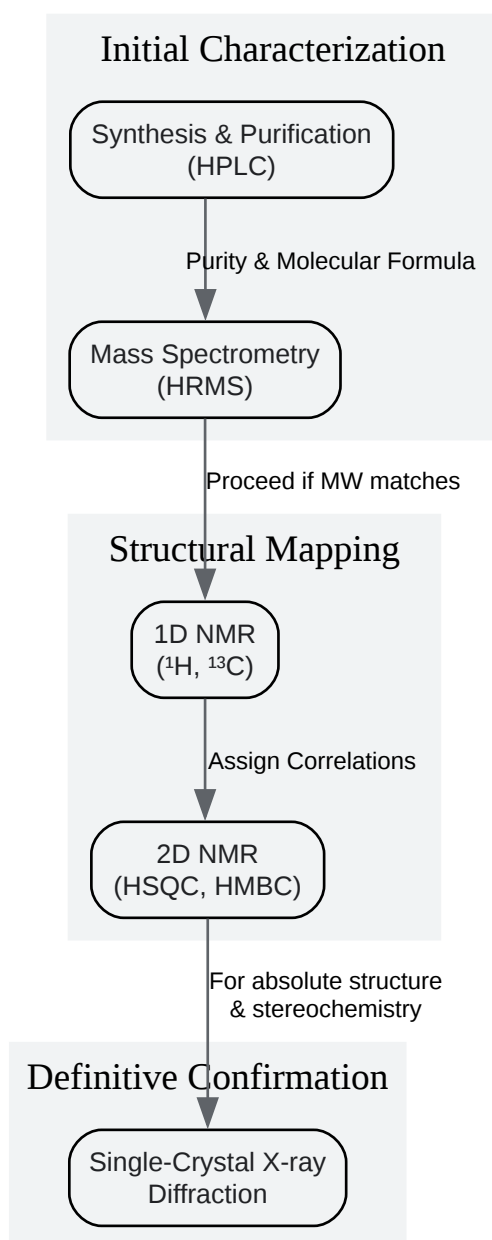 Initial Characterization
Synthesis & Purification
(HPLC)
Purity & Molecular Formula
Mass Spectrometry
(HRMS)
Proceed if MW matches
Structural Mapping
1D NMR
(¹H, ¹³C)
Assign Correlations
2D NMR
(HSQC, HMBC)
For absolute structure
& stereochemistry
Definitive Confirmation
Single-Crystal X-ray
Diffraction